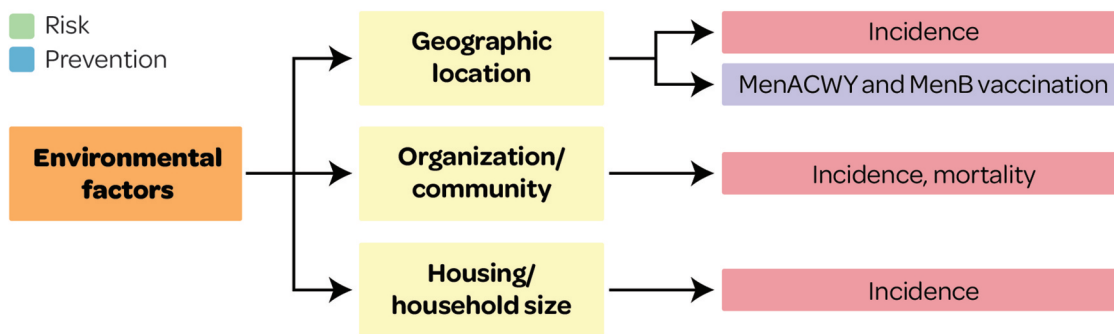 Risk
Prevention
Geographic
location
Incidence
MenACWY and MenB vaccination
Environmental
factors
Organization/
community
Incidence, mortality
Housing/
household size
Incidence